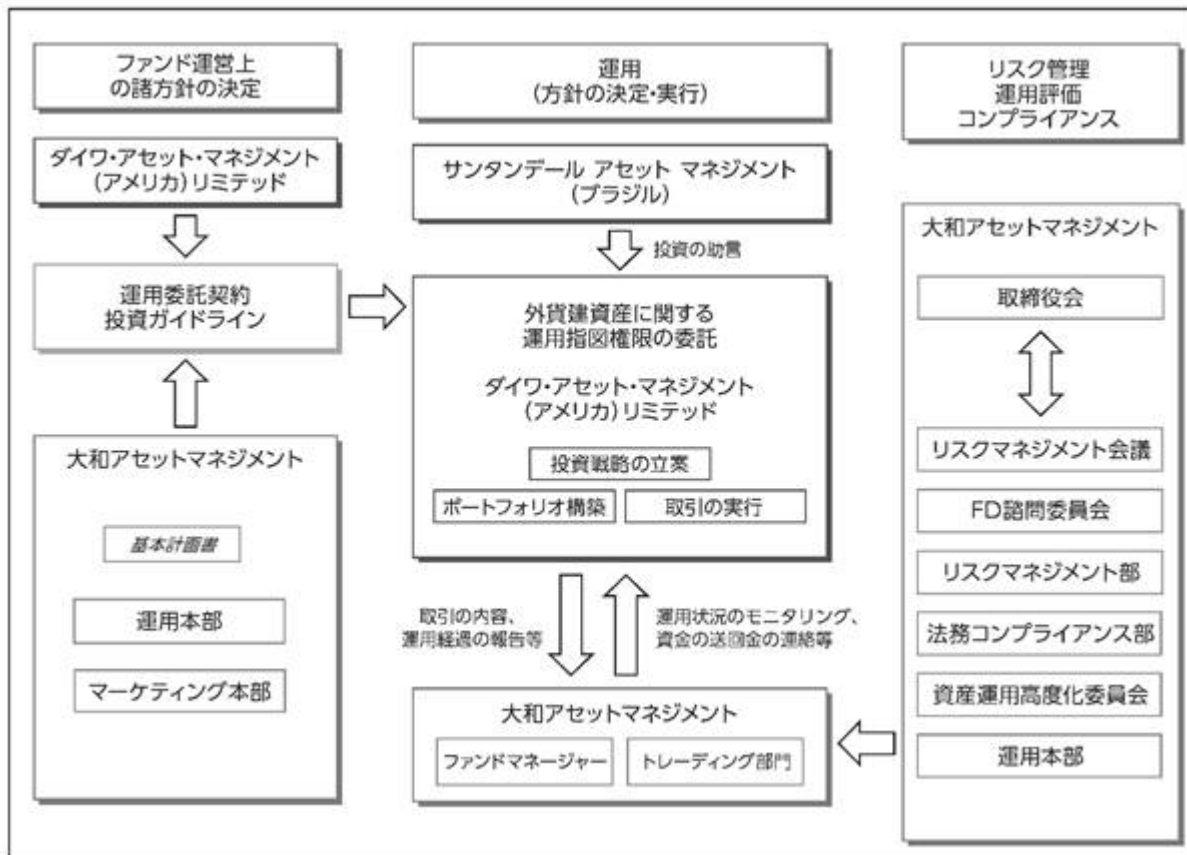 ファンド運営上
の諸方針の決定
ダイワ・アセット・マネジメント
(アメリカ)リミテッド
運用委託契約
投資ガイドライン
大和アセットマネジメント
基本計画書
運用本部
マーケティング本部
運用
(方針の決定・実行)
サンタンデール アセット マネジメント
(ブラジル)
投資の助言
外貨建資産に関する
運用指図権限の委託
ダイワ・アセット・マネジメント
(アメリカ)リミテッド
投資戦略の立案
ポートフォリオ構築
取引の実行
取引の内容、
運用経過の報告等
運用状況のモニタリング、
資金の送回金の連絡等
大和アセットマネジメント
ファンドマネージャー
トレーディング部門
リスク管理
運用評価
コンプライアンス
大和アセットマネジメント
取締役会
リスクマネジメント会議
FD諮問委員会
リスクマネジメント部
法務コンプライアンス部
資産運用高度化委員会
運用本部